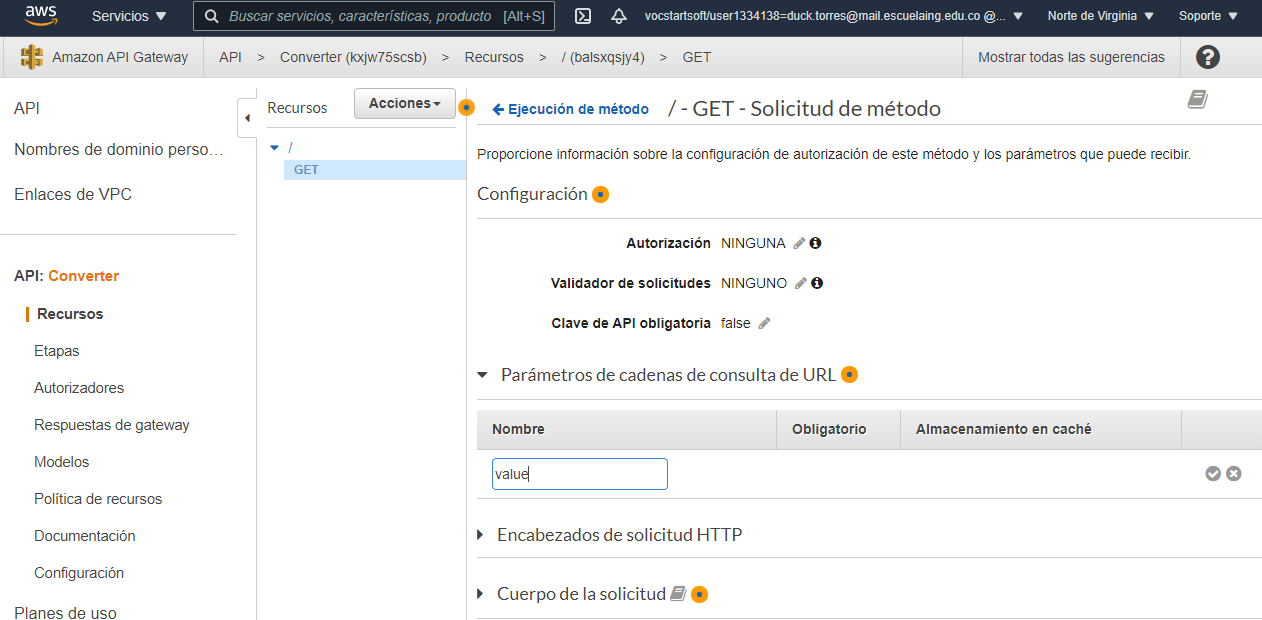 aws
Servicios
Buscar servicios, características, producto [Alt+S]
vocstartsoft/user1334138=duck.torres@mail.escuelaing.edu.co @...
Norte de Virginia
Soporte
Amazon API Gateway
API > Converter (kxjw75scsb) > Recursos > / (balsxqsjy4) > GET
Mostrar todas las sugerencias
?
API
Nombres de dominio perso...
Enlaces de VPC
API: Converter
Recursos
Etapas
Autorizadores
Respuestas de gateway
Modelos
Política de recursos
Documentación
Configuración
Planes de uso
Recursos
Acciones
/
GET
Ejecución de método
/ - GET - Solicitud de método
Proporcione información sobre la configuración de autorización de este método y los parámetros que puede recibir.
Configuración
Autorización NINGUNA
Validador de solicitudes NINGUNO
Clave de API obligatoria false
Parámetros de cadenas de consulta de URL
Nombre Obligatorio Almacenamiento en caché
value
Encabezados de solicitud HTTP
Cuerpo de la solicitud